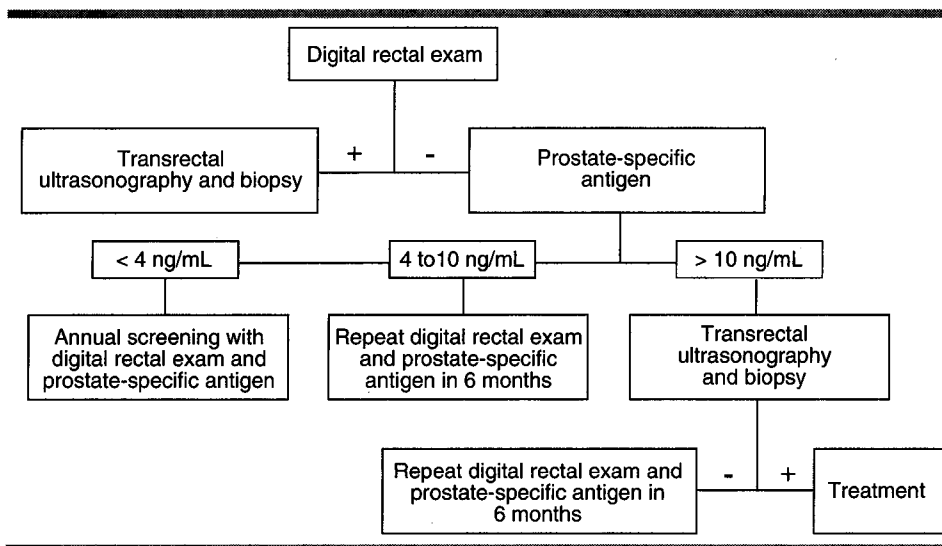 Digital rectal exam
Transrectal
ultrasonography and biopsy
+
-
Prostate-specific
antigen
< 4 ng/mL
4 to10 ng/mL
> 10 ng/mL
Annual screening with
digital rectal exam and
prostate-specific antigen
Repeat digital rectal exam
and prostate-specific
antigen in 6 months
Transrectal
ultrasonography
and biopsy
Repeat digital rectal exam and
prostate-specific antigen in
6 months
-
+
Treatment